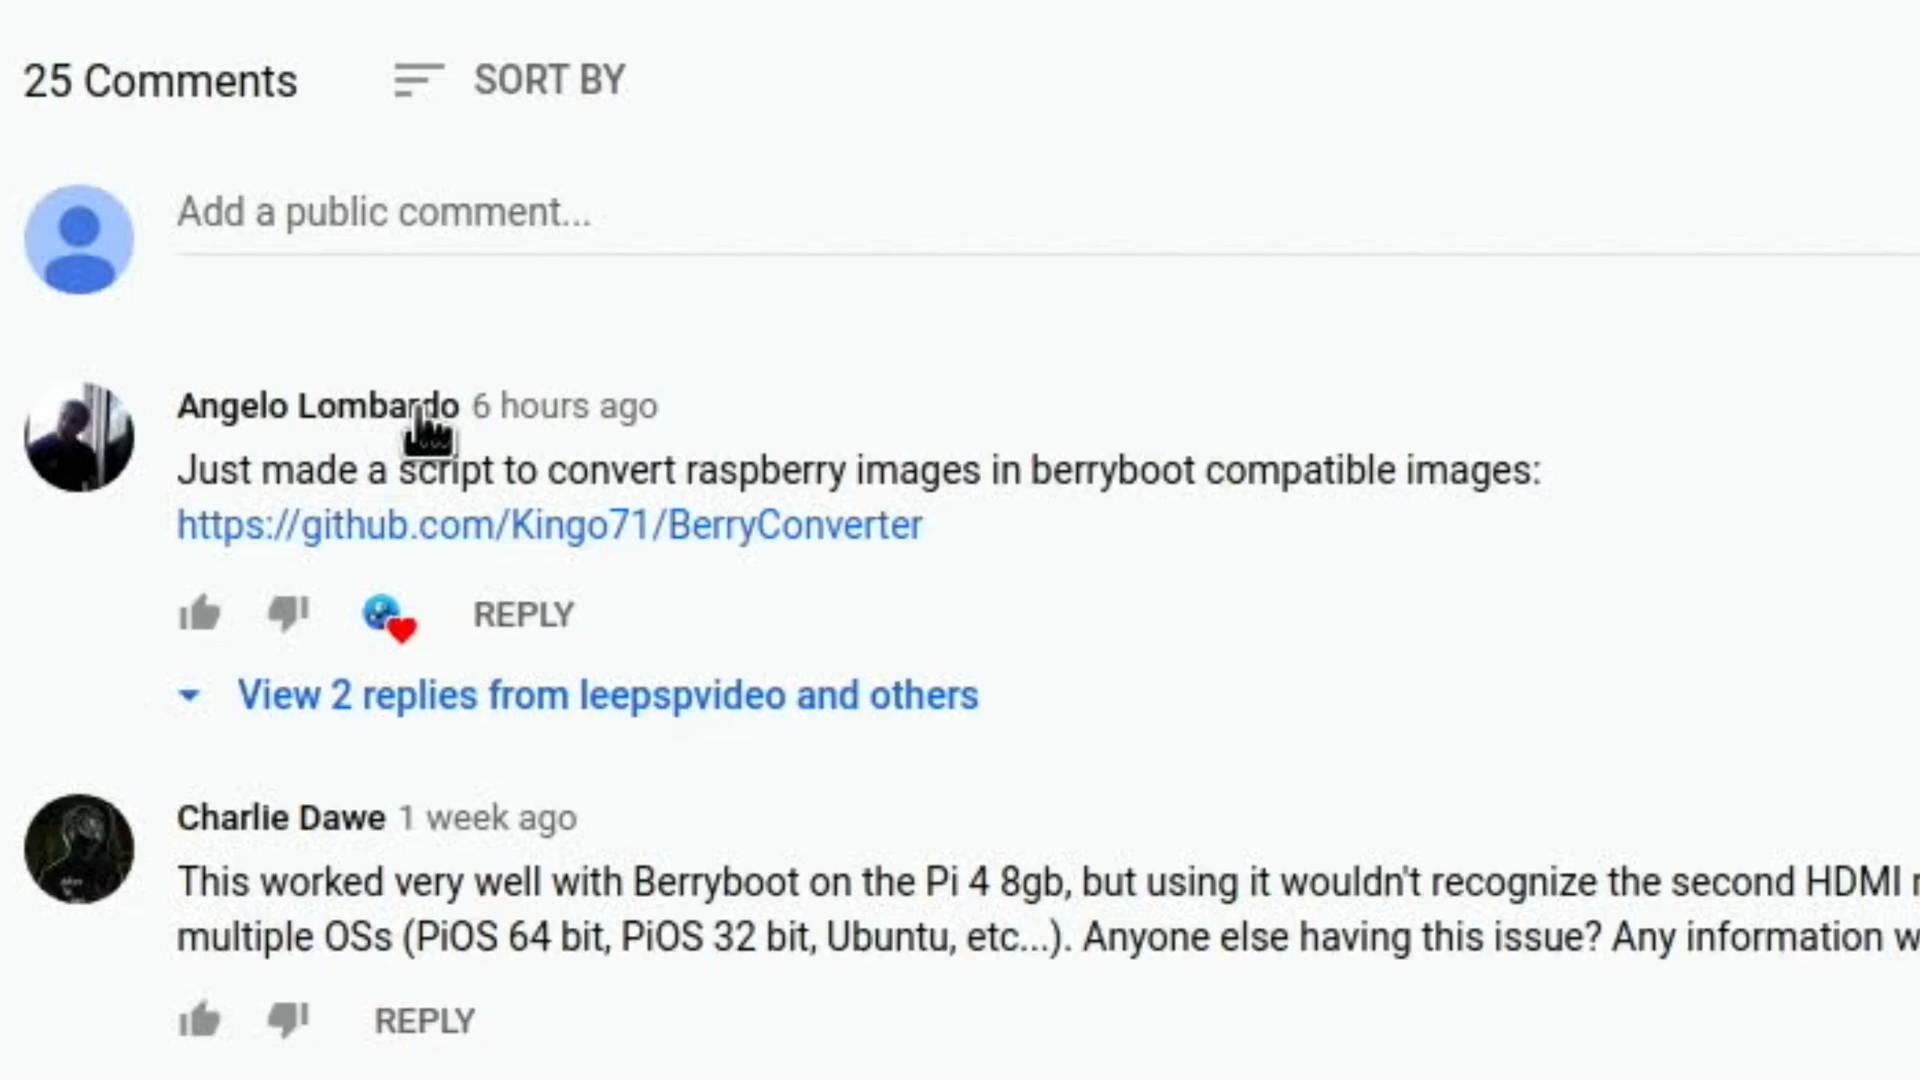 25 Comments SORT BY
Add a public comment...
Angelo Lombardo 6 hours ago
Just made a script to convert raspberry images in berryboot compatible images:
https://github.com/Kingo71/BerryConverter
REPLY
View 2 replies from leepspvideo and others
Charlie Dawe 1 week ago
This worked very well with Berryboot on the Pi 4 8gb, but using it wouldn't recognize the second HDMI
multiple OSs (PiOS 64 bit, PiOS 32 bit, Ubuntu, etc...). Anyone else having this issue? Any information
REPLY